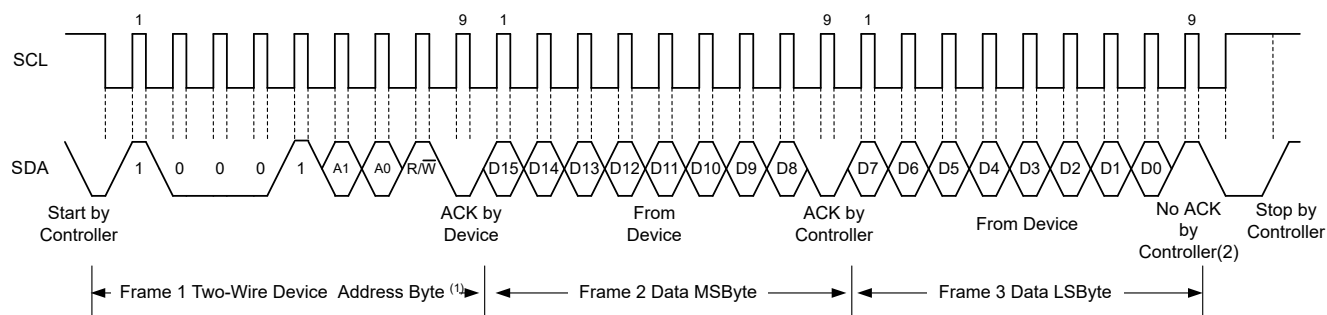 1 9 1 9 1 9
SCL
SDA
1 0 0 0 1 A1 A0 R/W̅ D15 D14 D13 D12 D11 D10 D9 D8 D7 D6 D5 D4 D3 D2 D1 D0
Start by
Controller
ACK by
Device
From
Device
ACK by
Controller
From Device
No ACK
by
Controller(2)
Stop by
Controller
Frame 1 Two-Wire Device Address Byte (1)
Frame 2 Data MSByte
Frame 3 Data LSByte